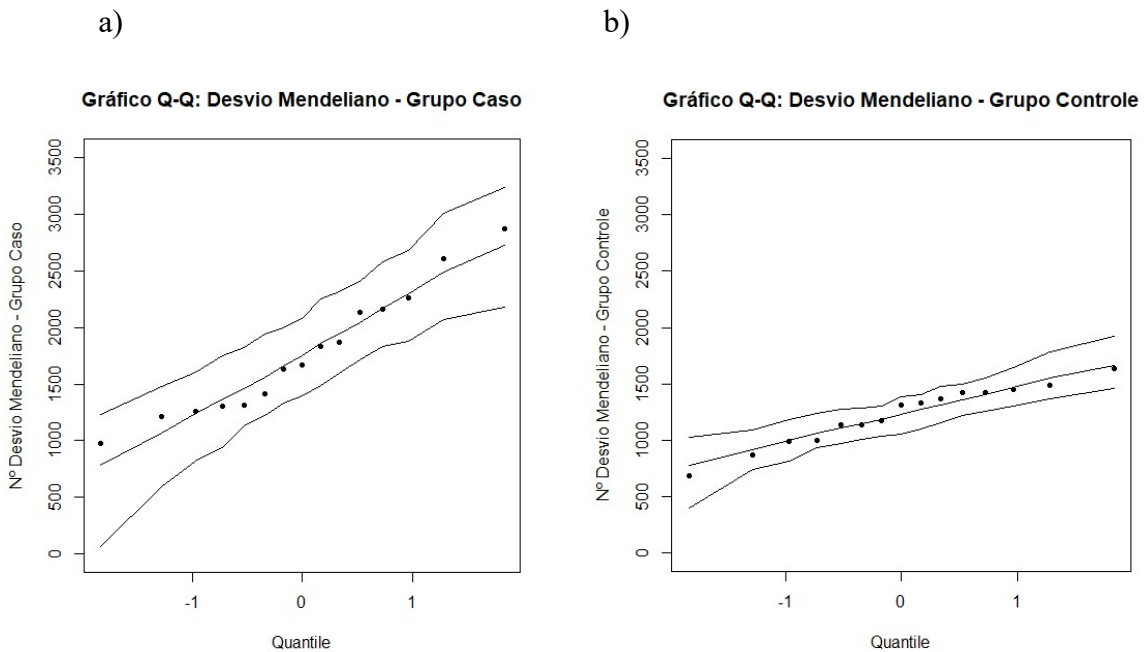 a)
b)
Gráfico Q-Q: Desvio Mendeliano - Grupo Caso
Nº Desvio Mendeliano - Grupo Caso
3500
3000
2500
2000
1500
1000
500
0
-1
0
1
Quantile
Gráfico Q-Q: Desvio Mendeliano - Grupo Controle
Nº Desvio Mendeliano - Grupo Controle
3500
3000
2500
2000
1500
1000
500
0
-1
0
1
Quantile